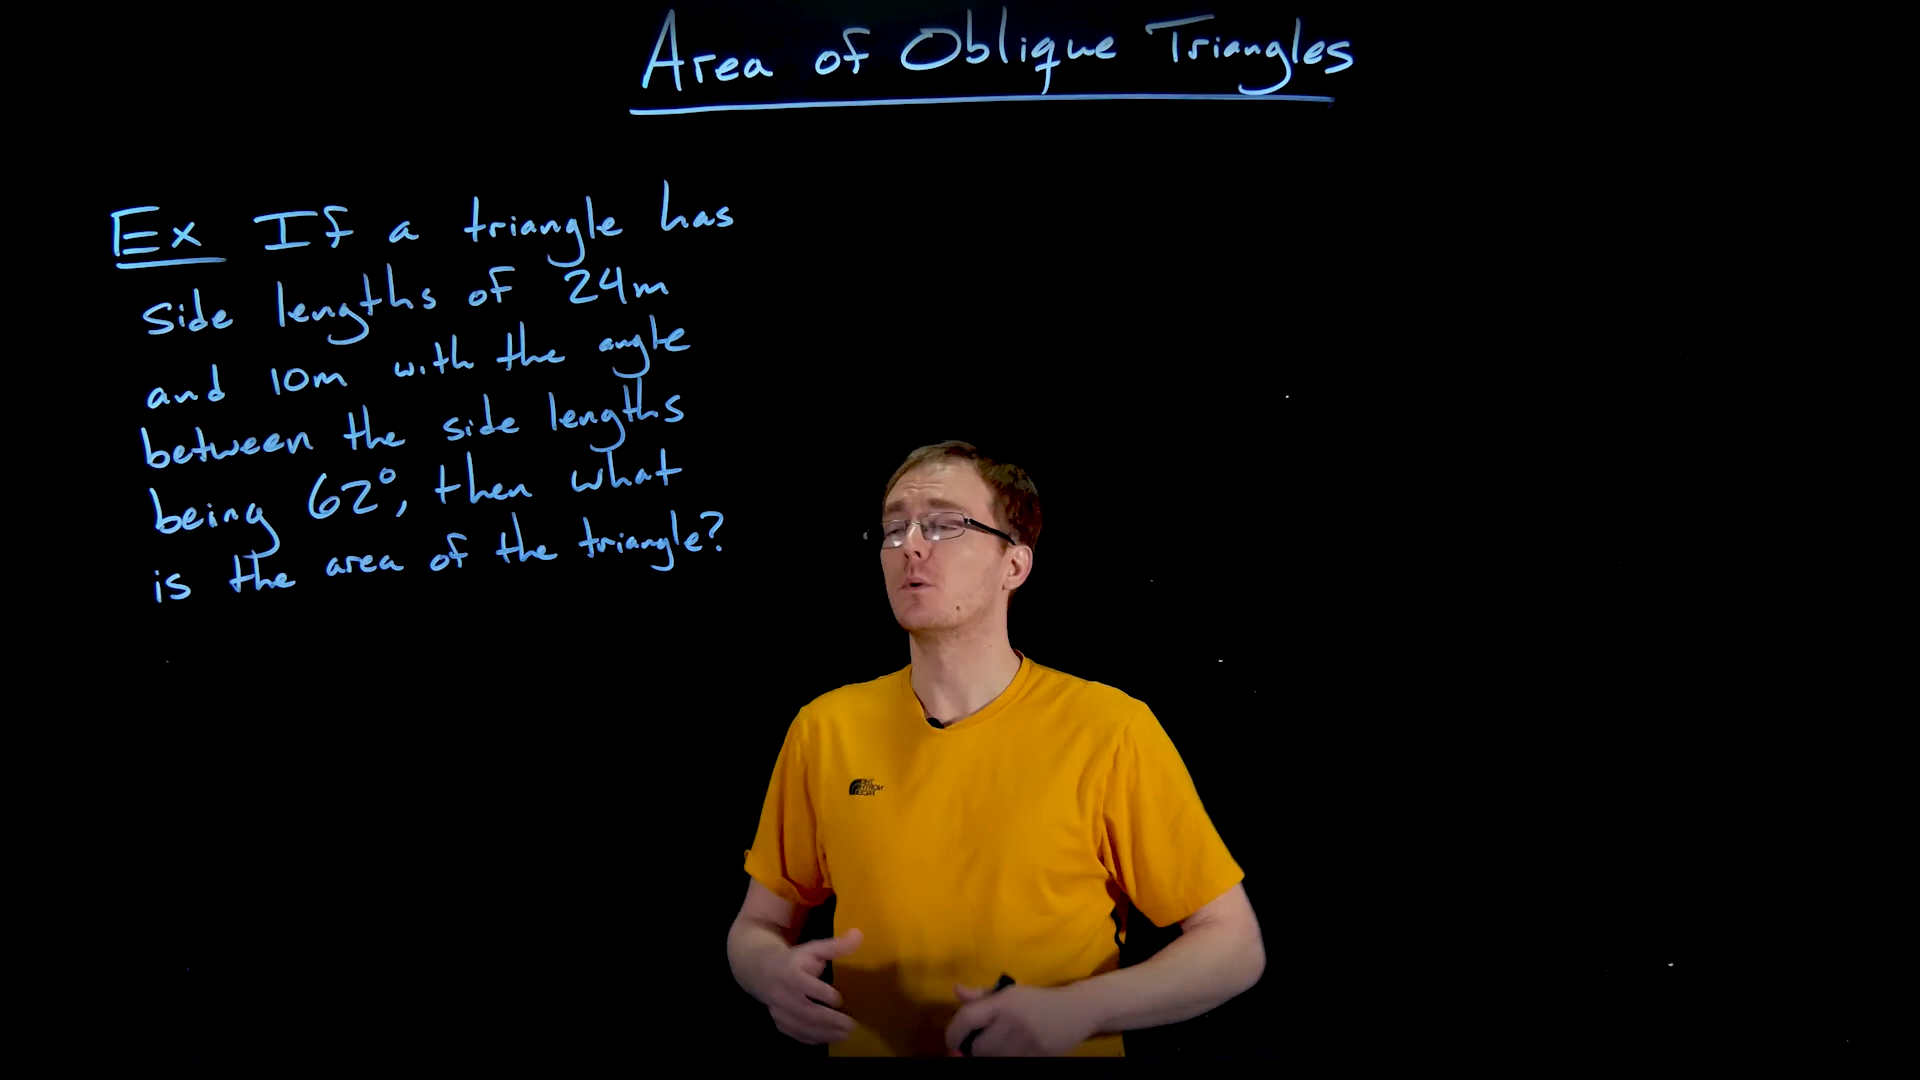 Area of Oblique Triangles
Ex If a triangle has
side lengths of 24m
and 10m with the angle
between the side lengths
being 62°, then what
is the area of the triangle?